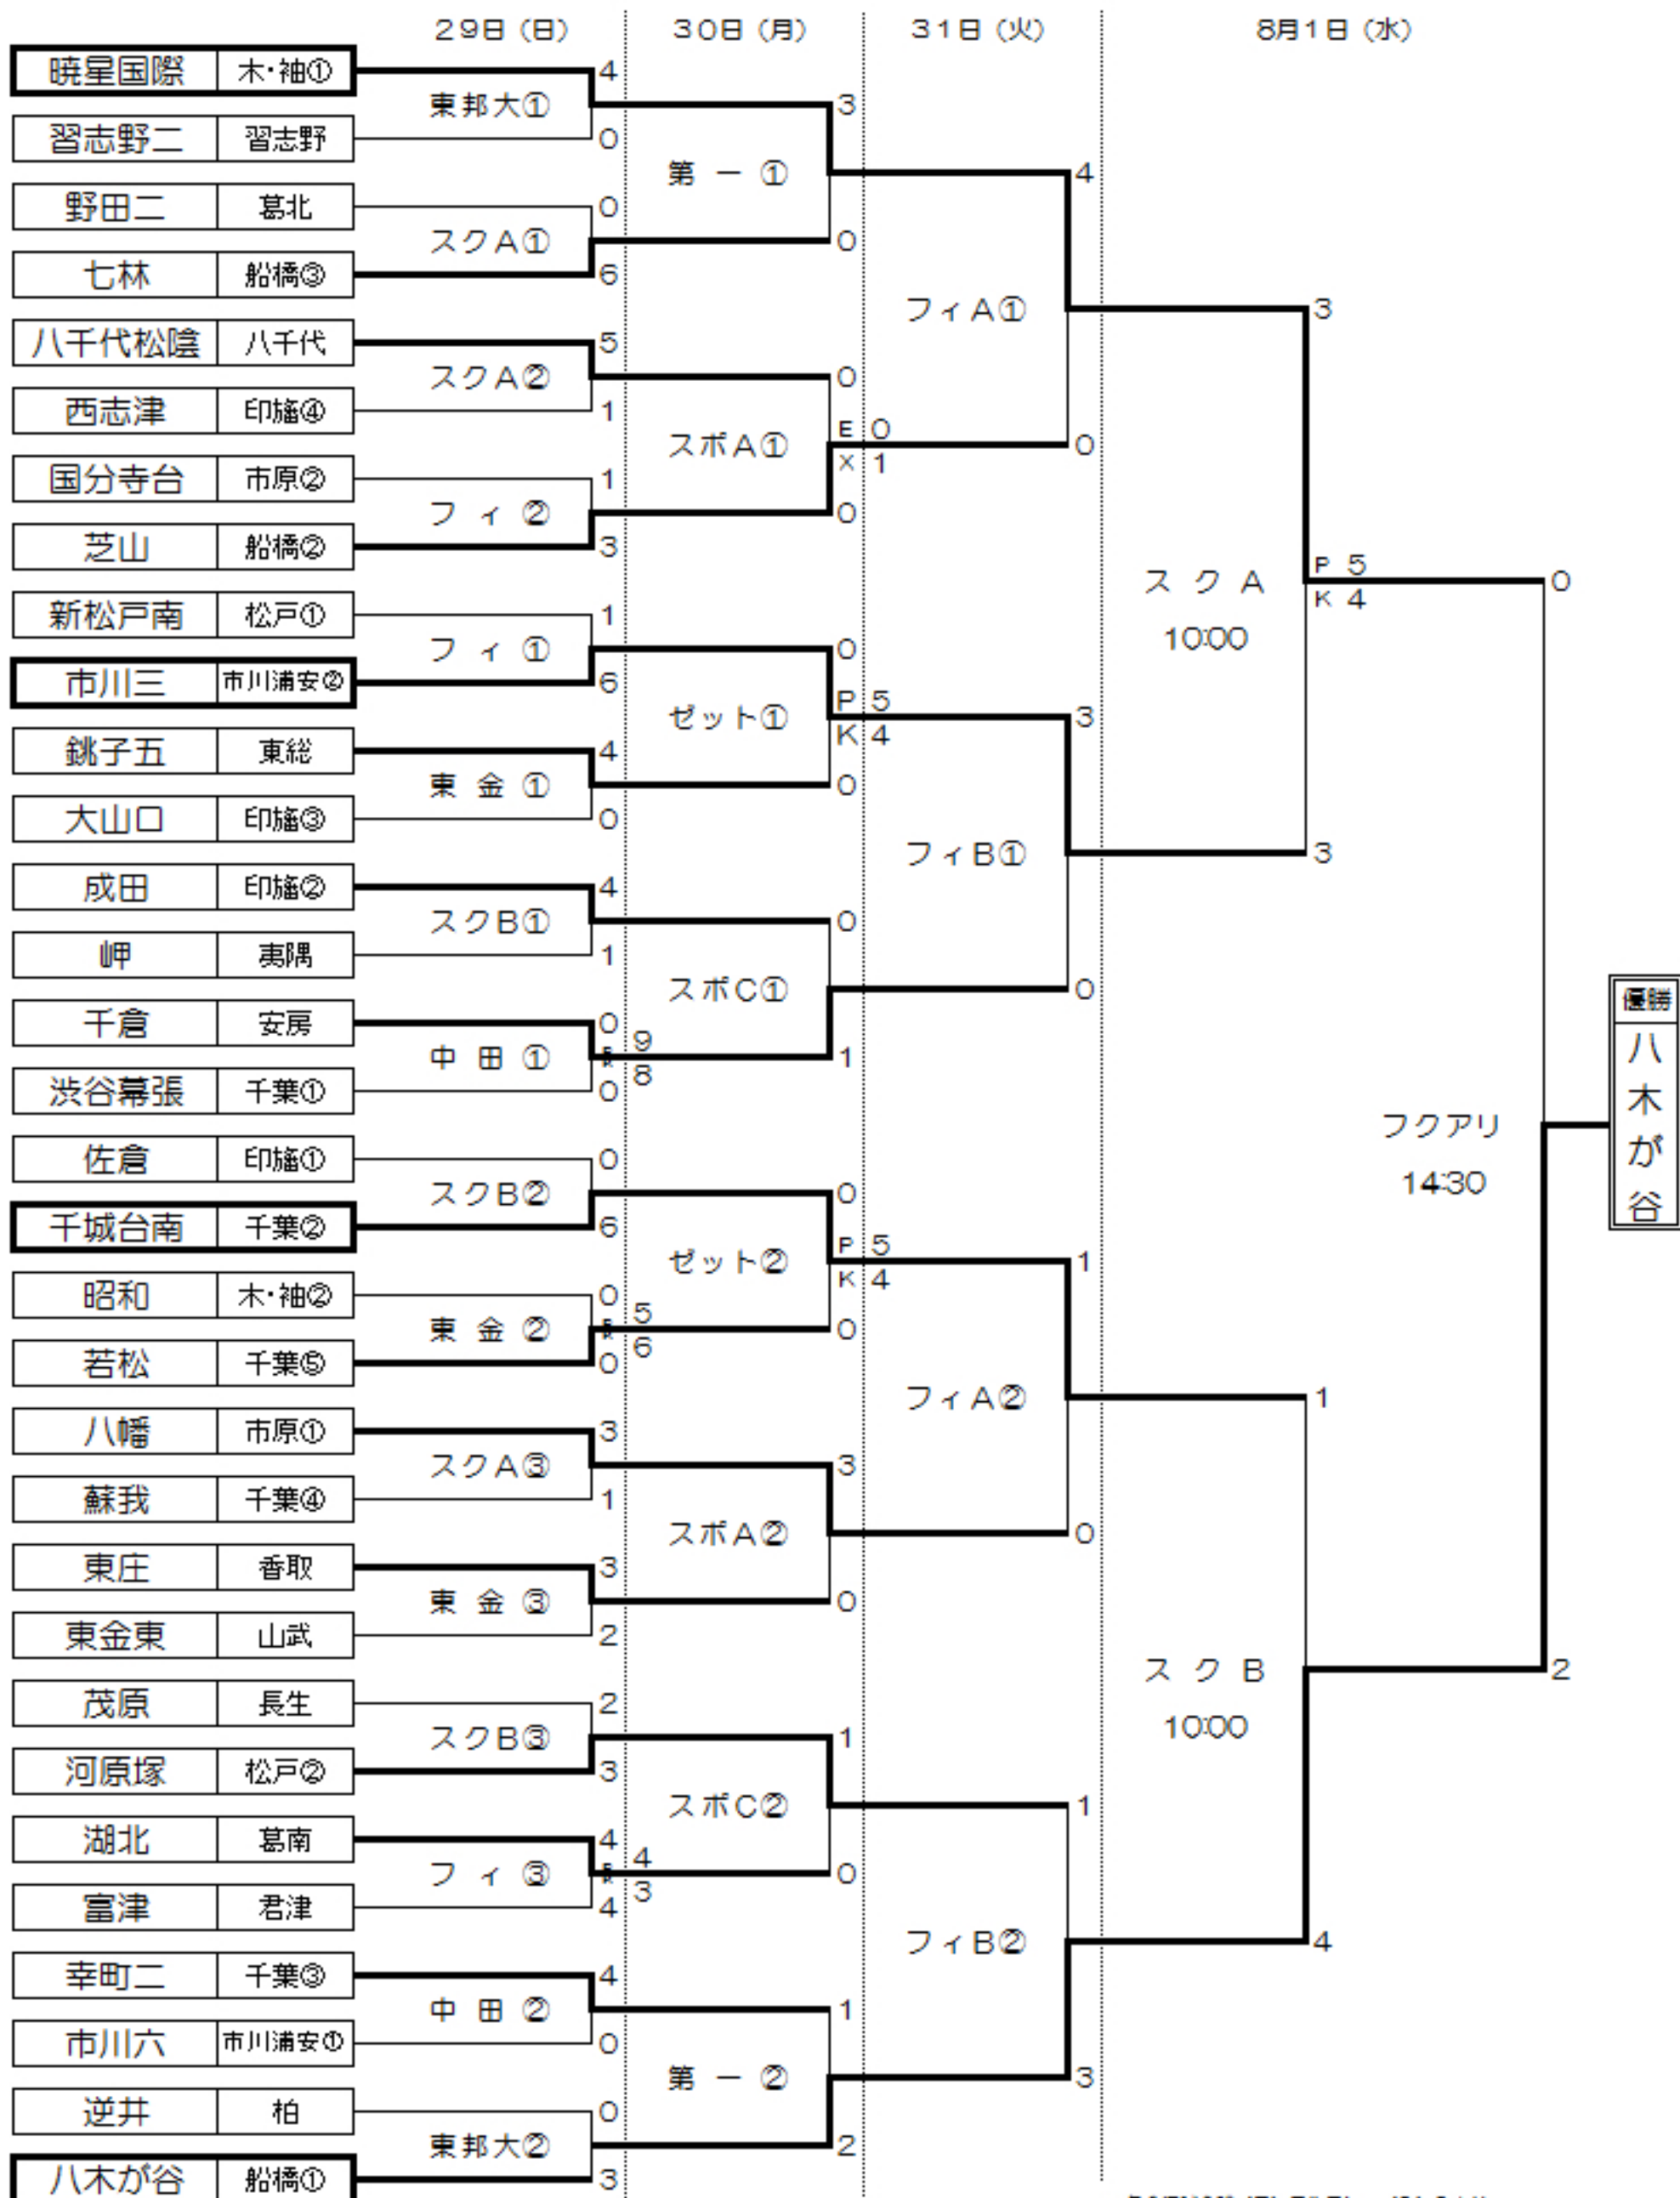 29日（日） 30日（月） 31日（火） 8月1日（水）
暁星国際 木・袖① 4
東邦大① 3
習志野二 習志野 0
第一① 4
野田二 葛北 0
スクA① 0
七林 船橋③ 6
フィA① 3
八千代松陰 八千代 5
スクA② 0
西志津 印旛④ 1
スポA① EX 0 1 0
国分寺台 市原② 1
フィ② 0
芝山 船橋② 3
スクA PK 5 4 0
10:00
新松戸南 松戸① 1
フィ① 0
市川三 市川浦安② 6
ゼット① PK 5 4 3
銚子五 東総 4
東金① 0
大山口 印旛③ 0
フィB① 3
成田 印旛② 4
スクB① 0
岬 夷隅 1
スポC① 0
千倉 安房 0
中田① 9 8 1
渋谷幕張 千葉① 0
優勝
八木が谷
フクアリ
14:30
佐倉 印旛① 0
スクB② 0
千城台南 千葉② 6
ゼット② PK 5 4 1
昭和 木・袖② 0
東金② 5 6 0
若松 千葉⑤ 0
フィA② 1
八幡 市原① 3
スクA③ 3
蘇我 千葉④ 1
スポA② 0
東庄 香取 3
東金③ 0
東金東 山武 2
スクB 2
10:00
茂原 長生 2
スクB③ 1
河原塚 松戸② 3
スポC② 1
湖北 葛南 4
フィ③ 4 3 0
富津 君津 4
フィB② 4
幸町二 千葉③ 4
中田② 1
市川六 市川浦安① 0
第一② 3
逆井 柏 0
東邦大② 2
八木が谷 船橋① 3